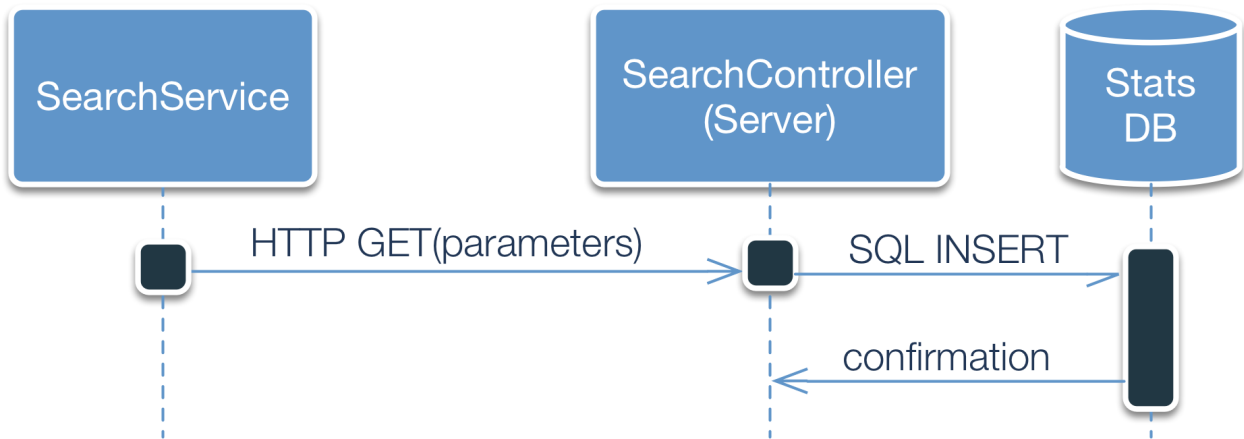 SearchService
SearchController
(Server)
Stats
DB
HTTP GET(parameters)
SQL INSERT
confirmation